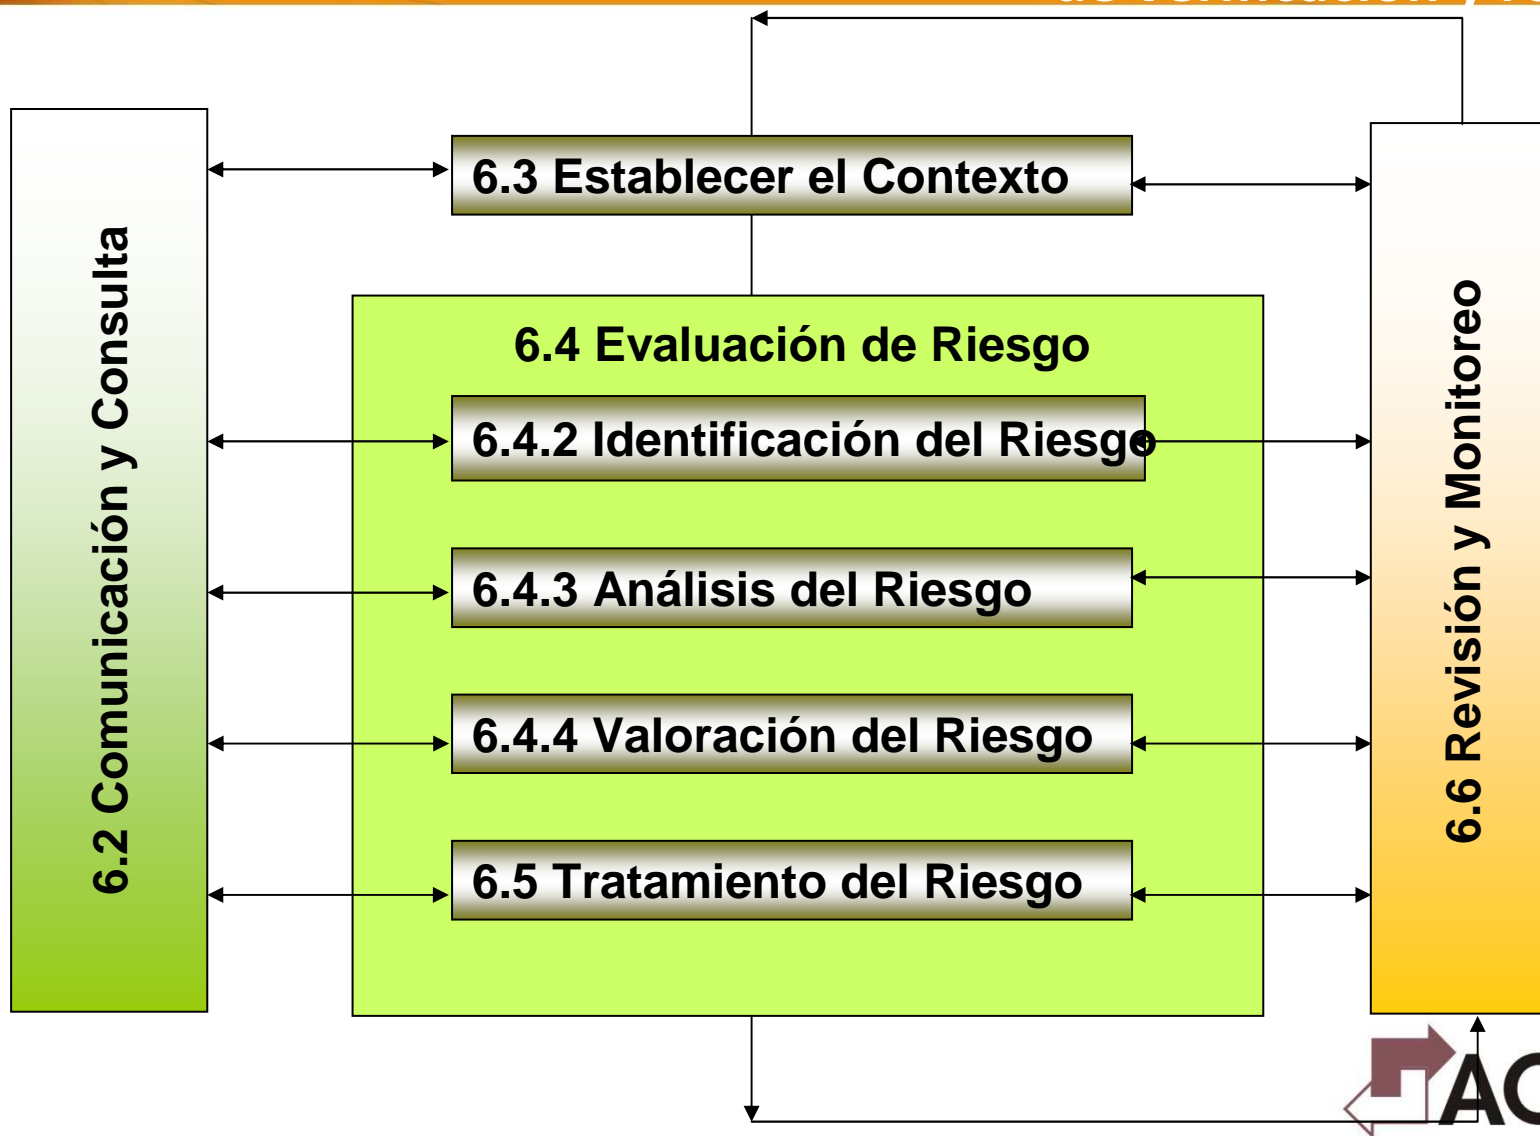 6.2 Comunicación y Consulta
6.3 Establecer el Contexto
6.4 Evaluación de Riesgo
6.4.2 Identificación del Riesgo
6.4.3 Análisis del Riesgo
6.4.4 Valoración del Riesgo
6.5 Tratamiento del Riesgo
6.6 Revisión y Monitoreo